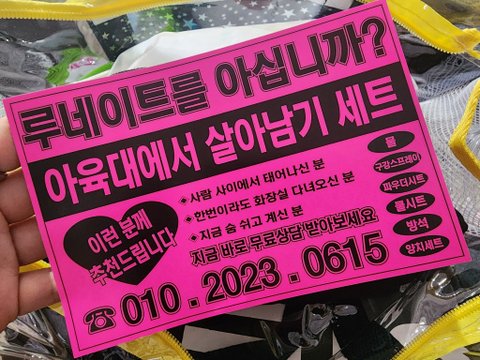 루네이트를 아십니까?
아육대에서 살아남기 세트
이런 분께
추천드립니다
◆ 사람 사이에서 태어나신 분
◆ 한번이라도 화장실 다녀오신 분
◆ 지금 숨 쉬고 계신 분
지금 바로 무료상담 받아보세요
물
구강스프레이
파우더시트
쿨시트
방석
양치세트
☎ 010 . 2023 . 0615